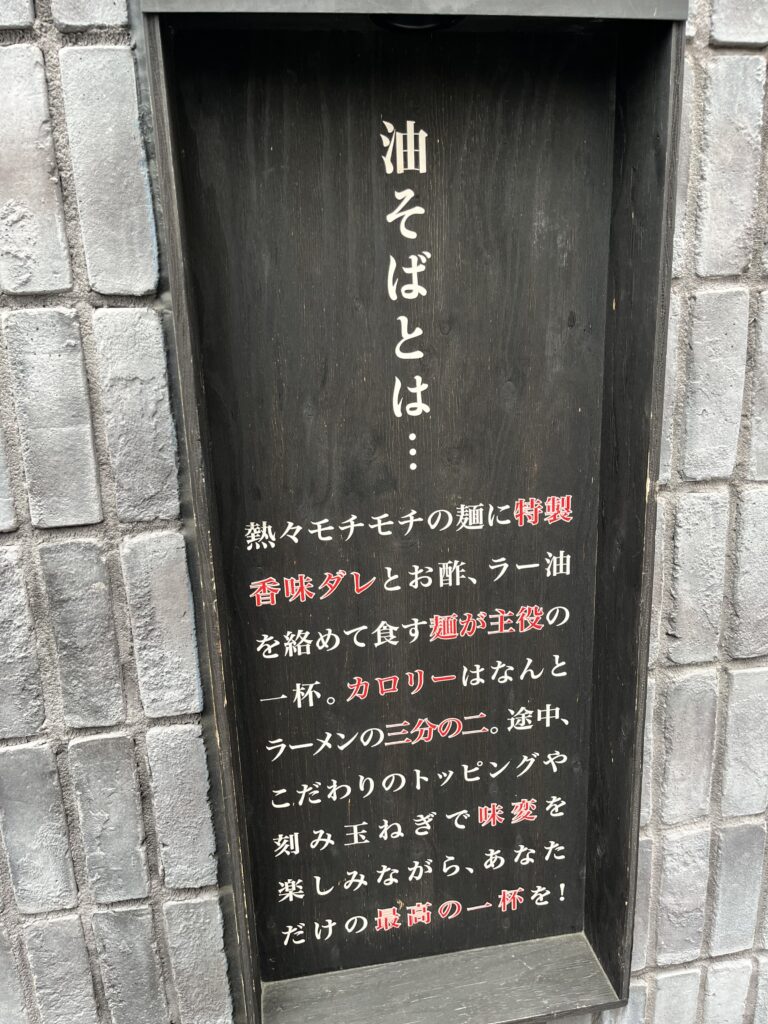 油そばとは…
熱々モチモチの麺に特製
香味ダレとお酢、ラー油
を絡めて食す麺が主役の
一杯。カロリーはなんと
ラーメンの三分の二。途中、
こだわりのトッピングや
刻み玉ねぎで味変を
楽しみながら、あなた
だけの最高の一杯を！